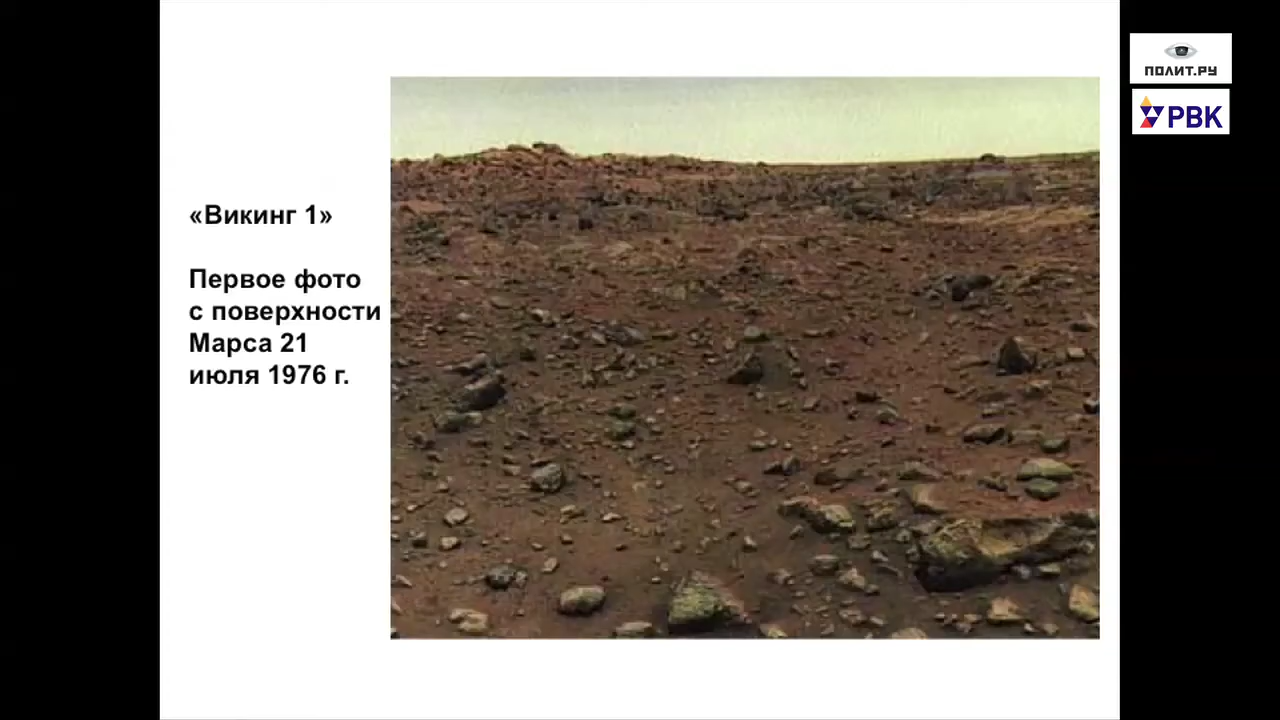 «Викинг 1»
Первое фото
с поверхности
Марса 21
июля 1976 г.
ПОЛИТ.РУ
РВК